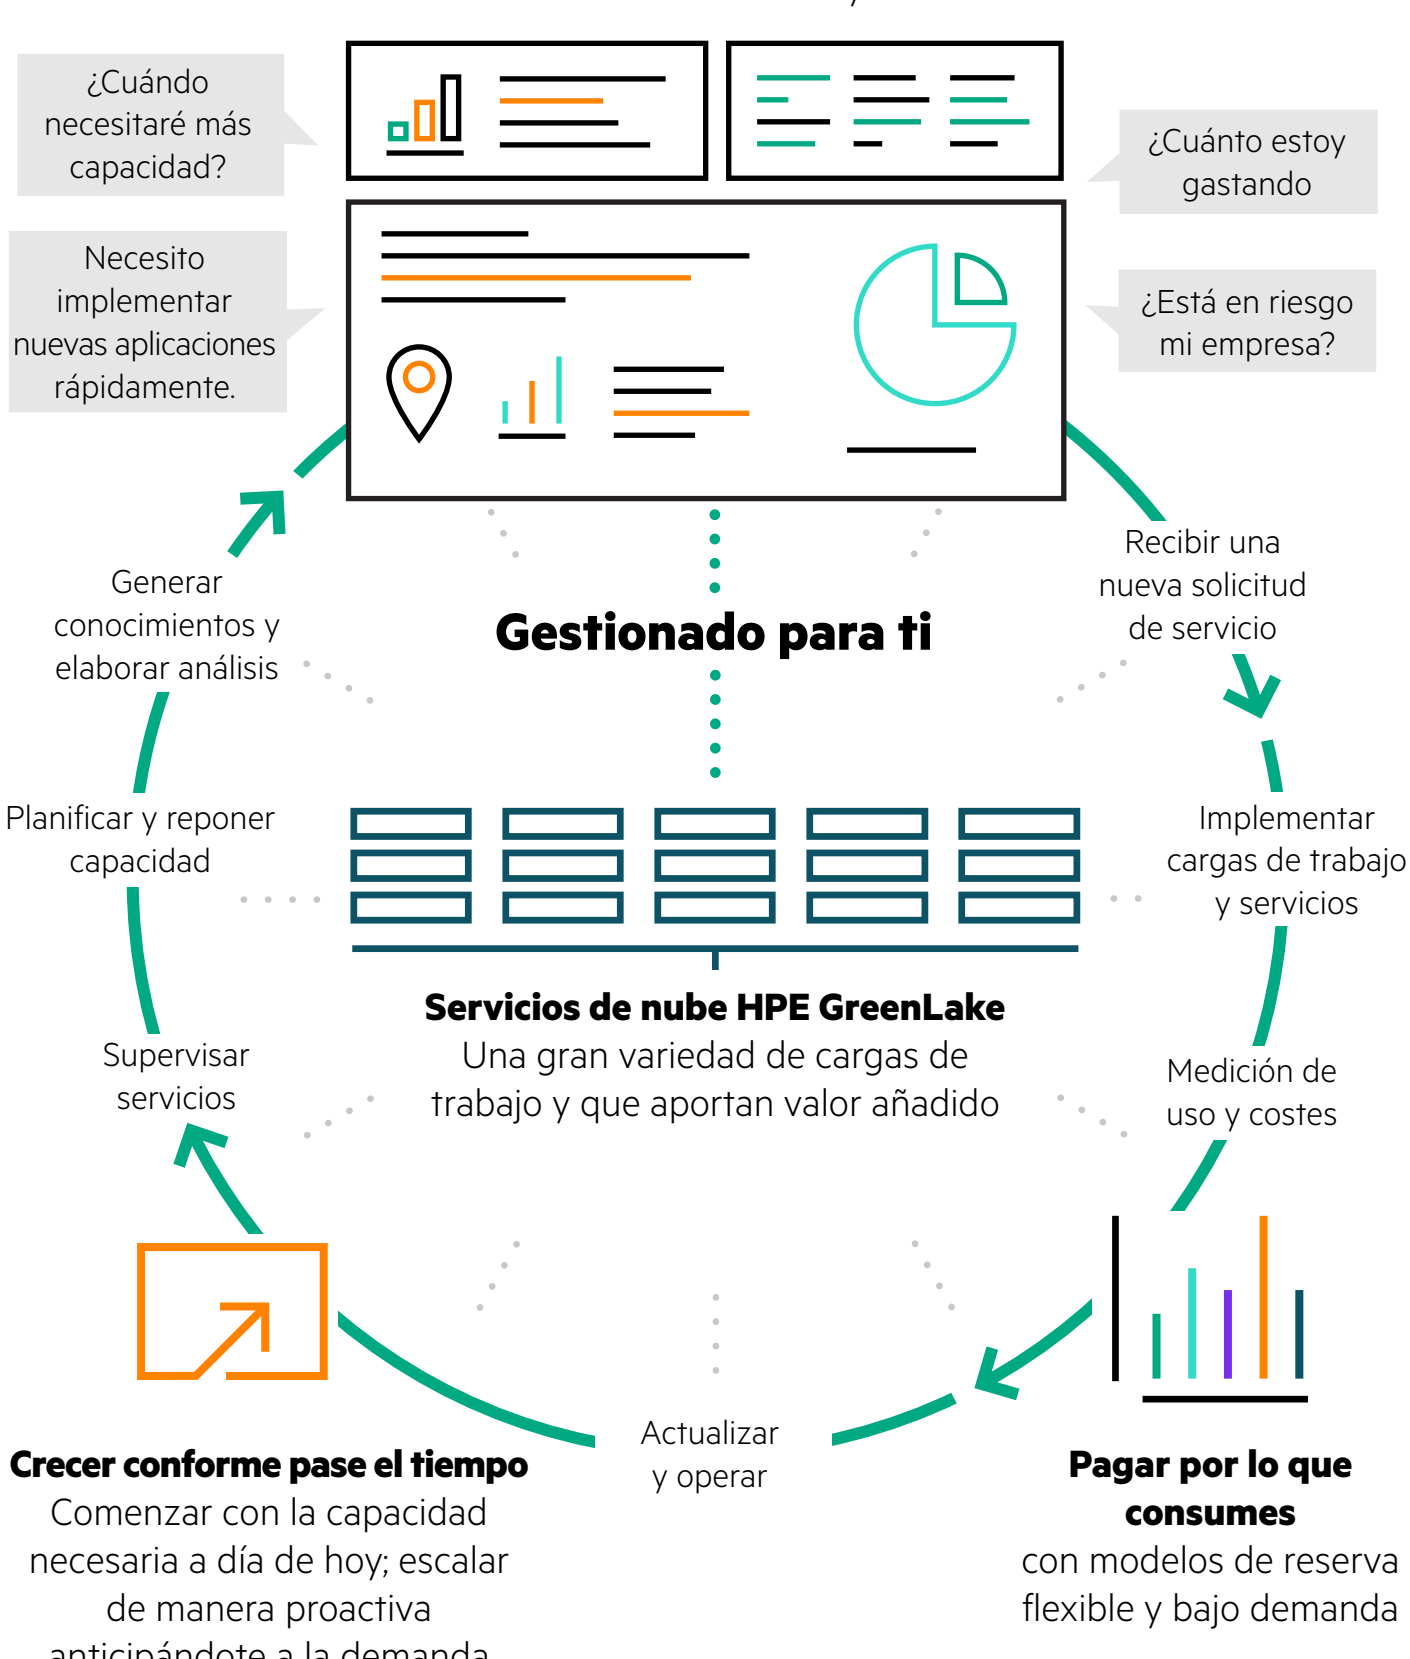 ¿Cuándo
necesitaré más
capacidad?
¿Cuánto estoy
gastando
Necesito
implementar
nuevas aplicaciones
rápidamente.
¿Está en riesgo
mi empresa?
Recibir una
nueva solicitud
de servicio
Generar
conocimientos y
elaborar análisis
Gestionado para ti
Planificar y reponer
capacidad
Implementar
cargas de trabajo
y servicios
Servicios de nube HPE GreenLake
Una gran variedad de cargas de
trabajo y que aportan valor añadido
Supervisar
servicios
Medición de
uso y costes
Actualizar
y operar
Crecer conforme pase el tiempo
Comenzar con la capacidad
necesaria a día de hoy; escalar
de manera proactiva
anticipándote a la demanda
Pagar por lo que
consumes
con modelos de reserva
flexible y bajo demanda